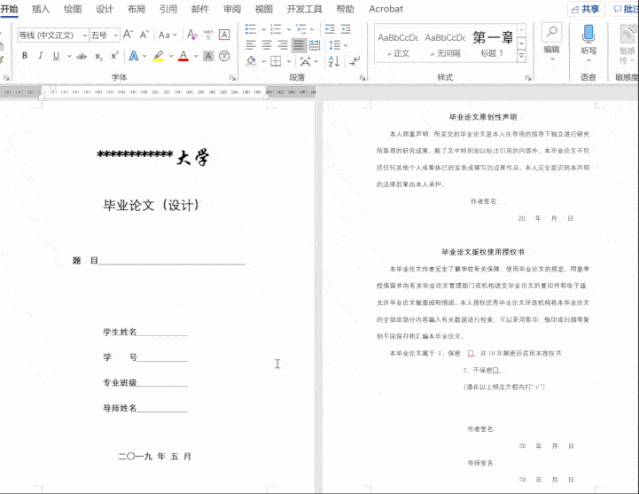 开始 插入 绘图 设计 布局 引用 邮件 审阅 视图 开发工具 帮助 Acrobat 共享 批注
等线 (中文正文) 五号
字体
段落
AaBbCcDc AaBbCcDc 第一章
正文 无间隔 标题 1
样式
编辑
听写
语音
敏感度
************大学
毕业论文（设计）
题 目
学生姓名
学 号
专业班级
导师姓名
二〇一九 年 五 月
毕业论文原创性声明
本人郑重声明：所呈交的毕业论文是本人在导师的指导下独立进行研究
所取得的研究成果。除了文中特别加以标注引用的内容外，本毕业论文不包
括任何其他个人或集体已经发表或撰写的成果作品。本人完全意识到本声明
的法律后果由本人承担。
作者签名：
20 年 月 日
毕业论文版权使用授权书
本毕业论文作者完全了解学校有关保障、使用毕业论文的规定，同意学
校保留并向有关毕业论文管理部门或机构送交毕业论文的复印件和电子版，
允许毕业论文被查阅和借阅。本人授权优秀毕业论文评选机构将本毕业论文
的全部或部分内容编入有关数据进行检索，可以采用影印、缩印或扫描等复
制手段保存和汇编本毕业论文。
本毕业论文属于 1、保密 □，在10年解密后适用本授权书
2、不保密□。
(请在以上相应方框内打“√”)
作者签名：
20 年 月 日
导师签名：
20 年 月 日